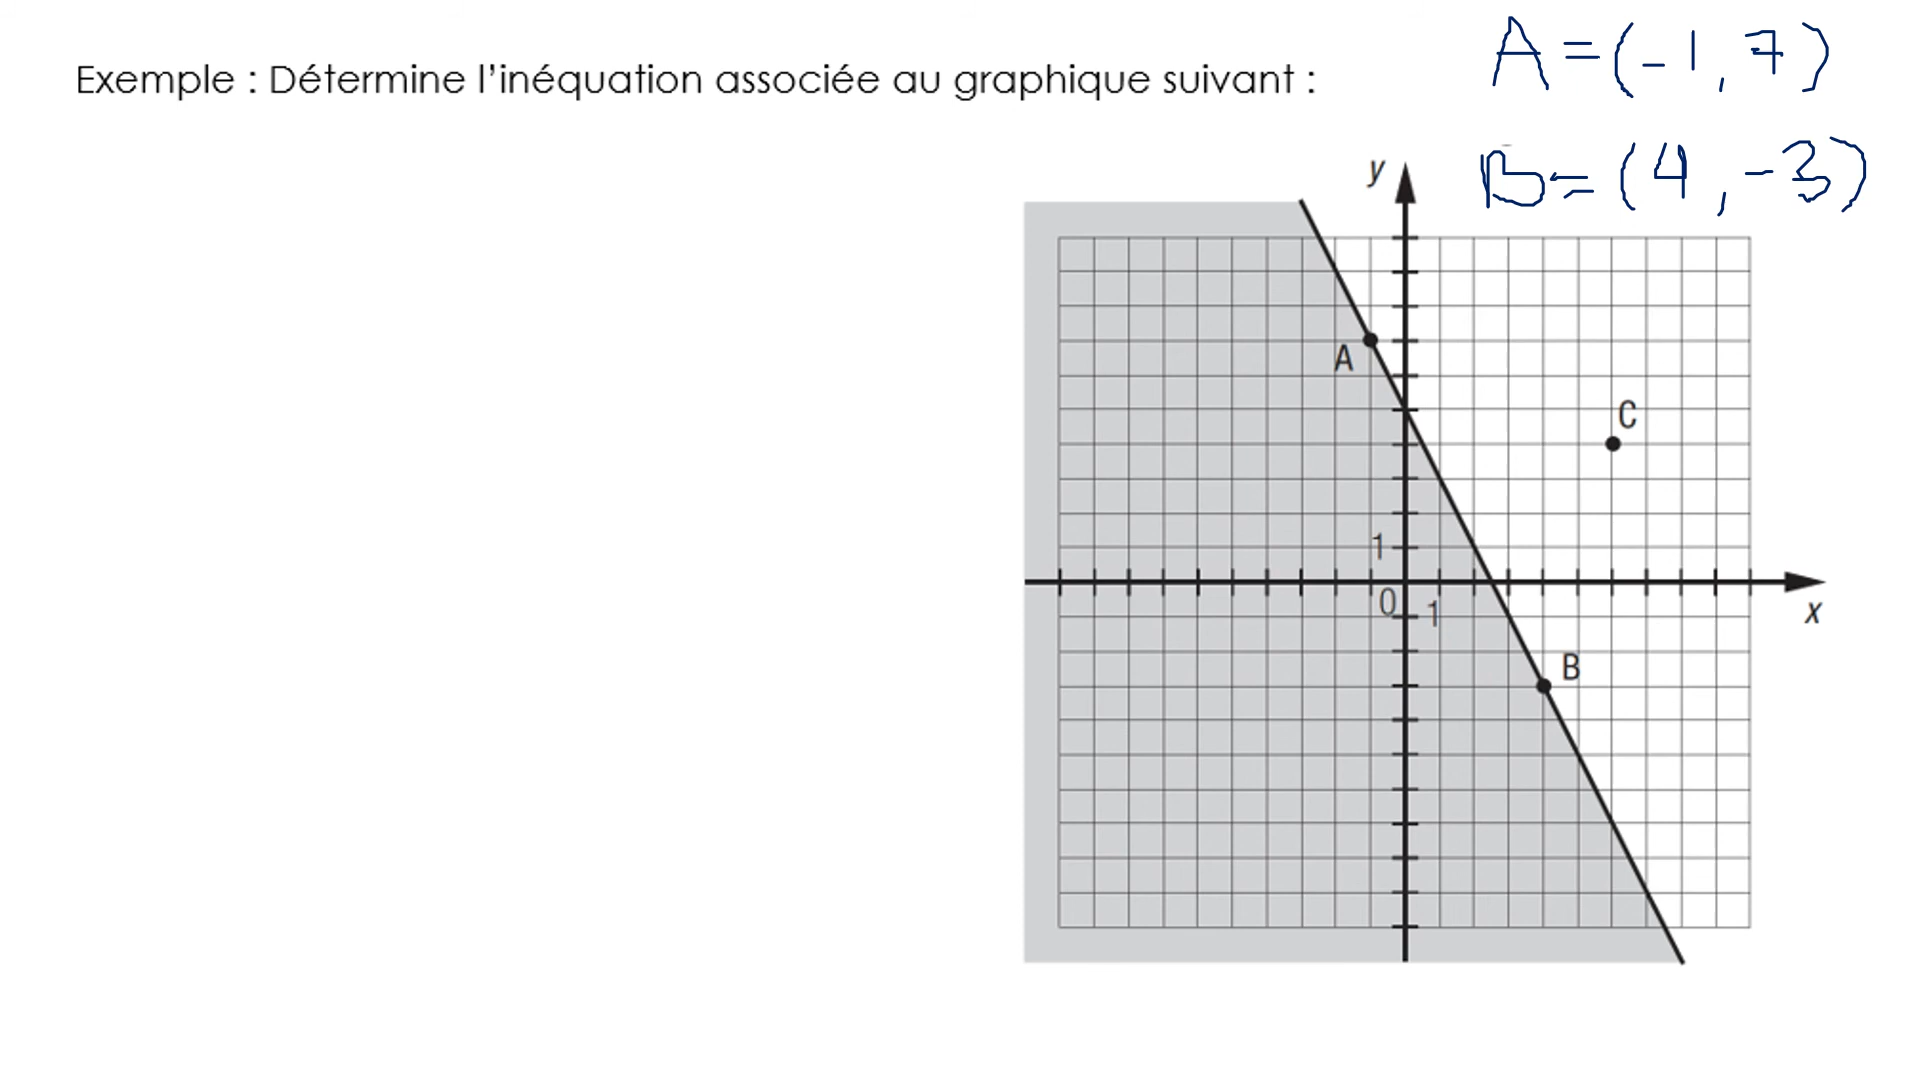 Exemple : Détermine l’inéquation associée au graphique suivant :
A = (-1, 7)
B = (4, -3)
y
A
C
1
0
1
x
B